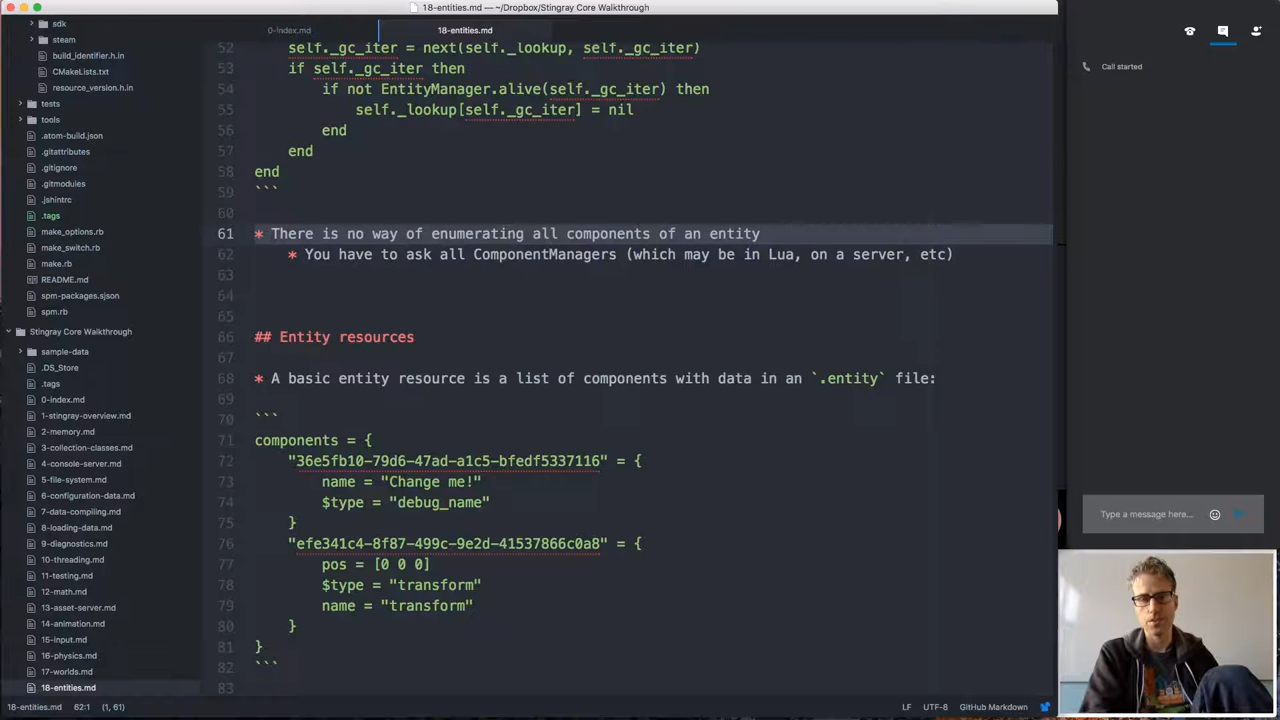 18-entities.md — ~/Dropbox/Stingray Core Walkthrough
sdk
steam
build_identifier.h.in
CMakeLists.txt
resource_version.h.in
tests
tools
.atom-build.json
.gitattributes
.gitignore
.gitmodules
.jshintrc
.tags
make_options.rb
make_switch.rb
make.rb
README.md
spm-packages.sjson
spm.rb
Stingray Core Walkthrough
sample-data
.DS_Store
.tags
0-index.md
1-stingray-overview.md
2-memory.md
3-collection-classes.md
4-console-server.md
5-file-system.md
6-configuration-data.md
7-data-compiling.md
8-loading-data.md
9-diagnostics.md
10-threading.md
11-testing.md
12-math.md
13-asset-server.md
14-animation.md
15-input.md
16-physics.md
17-worlds.md
18-entities.md
0-index.md
18-entities.md
52 self._gc_iter = next(self._lookup, self._gc_iter)
53 if self._gc_iter then
54 if not EntityManager.alive(self._gc_iter) then
55 self._lookup[self._gc_iter] = nil
56 end
57 end
58 end
59 ```
60
61 * There is no way of enumerating all components of an entity
62 * You have to ask all ComponentManagers (which may be in Lua, on a server, etc)
63
64
65
66 ## Entity resources
67
68 * A basic entity resource is a list of components with data in an `.entity` file:
69
70 ```
71 components = {
72 "36e5fb10-79d6-47ad-a1c5-bfedf5337116" = {
73 name = "Change me!"
74 $type = "debug_name"
75 }
76 "efe341c4-8f87-499c-9e2d-41537866c0a8" = {
77 pos = [0 0 0]
78 $type = "transform"
79 name = "transform"
80 }
81 }
82 ```
83
18-entities.md 62:1 (1, 61)
LF UTF-8 GitHub Markdown
Call started
Type a message here...